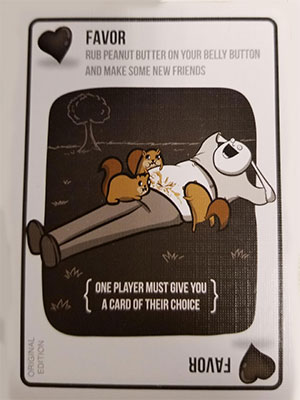 FAVOR
RUB PEANUT BUTTER ON YOUR BELLY BUTTON
AND MAKE SOME NEW FRIENDS
{ ONE PLAYER MUST GIVE YOU
A CARD OF THEIR CHOICE }
ORIGINAL
EDITION
FAVOR